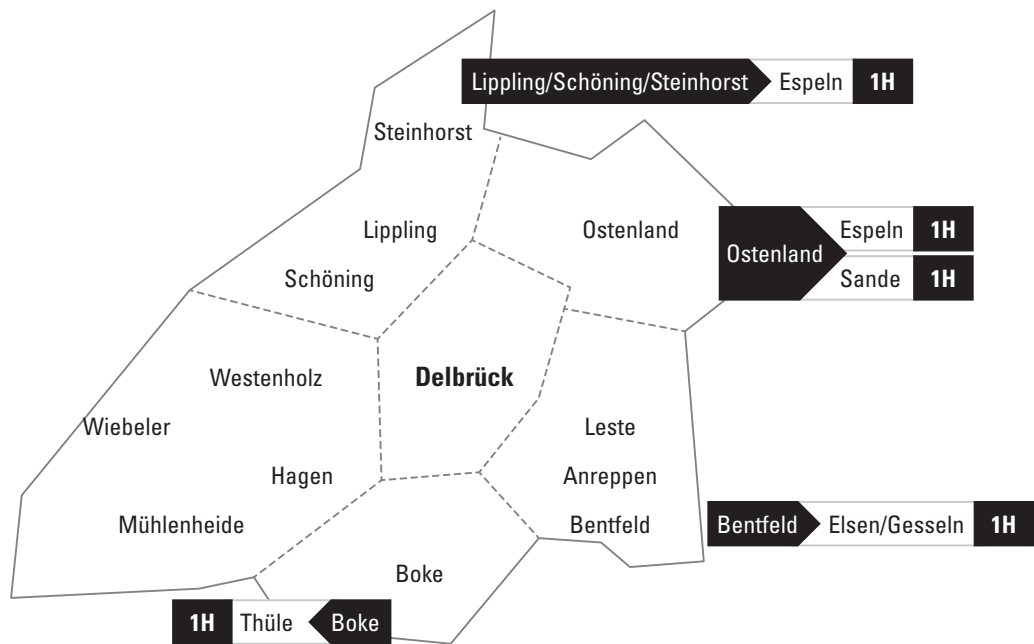 Lippling/Schöning/Steinhorst Espeln 1H
Steinhorst
Lippling Ostenland
Ostenland Espeln 1H
Sande 1H
Schöning
Westenholz Delbrück
Wiebeler Leste
Hagen Anreppen
Mühlenheide Bentfeld
Bentfeld Elsen/Gesseln 1H
Boke
1H Thüle Boke